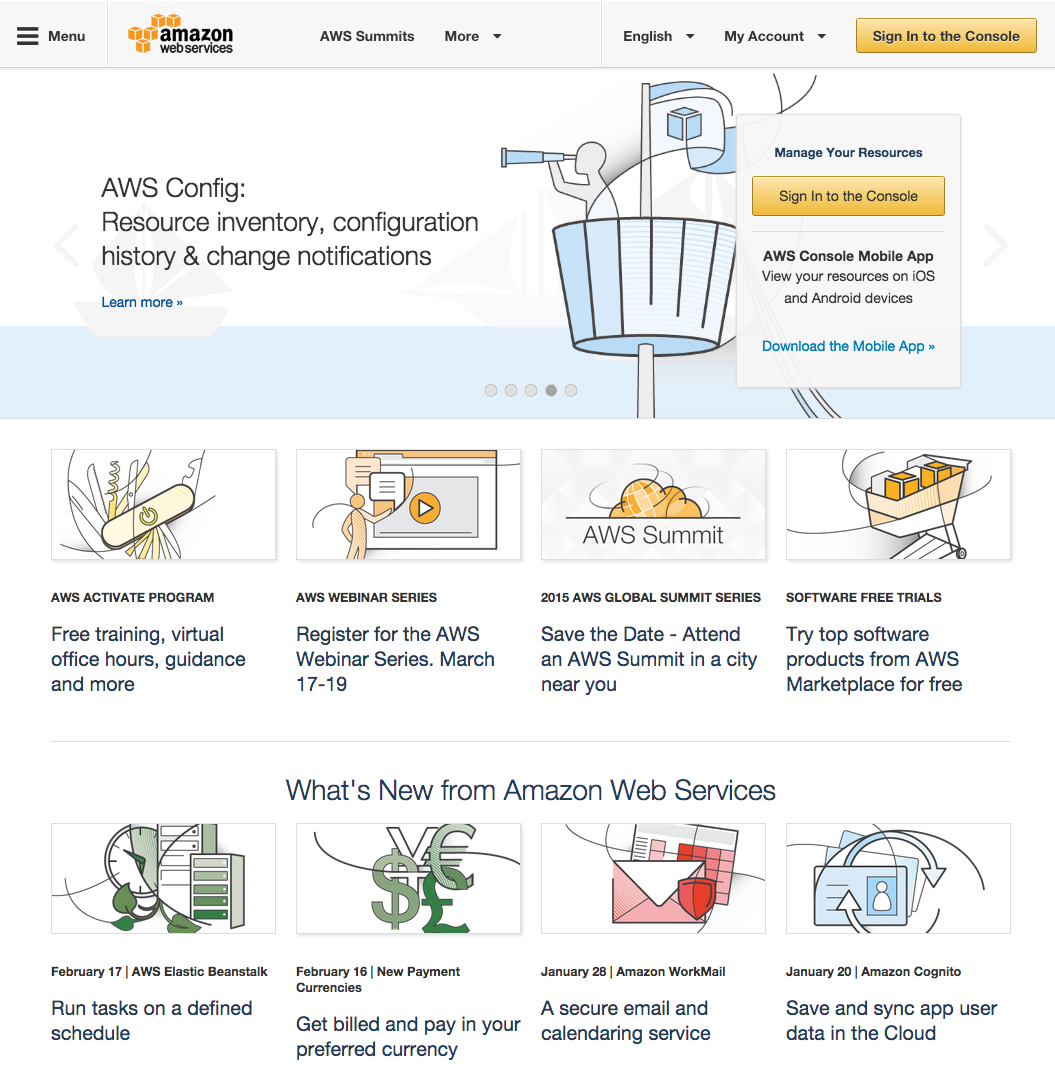 Menu
amazon
web services
AWS Summits
More
English
My Account
Sign In to the Console
AWS Config:
Resource inventory, configuration
history & change notifications
Learn more »
Manage Your Resources
Sign In to the Console
AWS Console Mobile App
View your resources on iOS
and Android devices
Download the Mobile App »
AWS Summit
AWS ACTIVATE PROGRAM
Free training, virtual
office hours, guidance
and more
AWS WEBINAR SERIES
Register for the AWS
Webinar Series. March
17-19
2015 AWS GLOBAL SUMMIT SERIES
Save the Date - Attend
an AWS Summit in a city
near you
SOFTWARE FREE TRIALS
Try top software
products from AWS
Marketplace for free
What's New from Amazon Web Services
February 17 | AWS Elastic Beanstalk
Run tasks on a defined
schedule
February 16 | New Payment
Currencies
Get billed and pay in your
preferred currency
January 28 | Amazon WorkMail
A secure email and
calendaring service
January 20 | Amazon Cognito
Save and sync app user
data in the Cloud